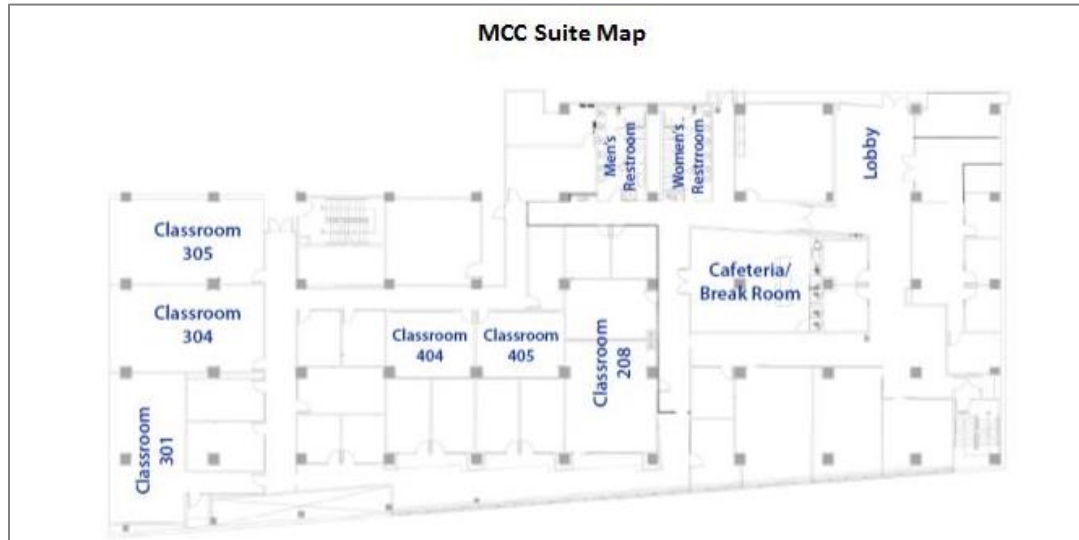 MCC Suite Map
Men's
Restroom
Women's
Restrroom
Lobby
Classroom
305
Cafeteria/
Break Room
Classroom
304
Classroom
404
Classroom
405
Classroom
208
Classroom
301